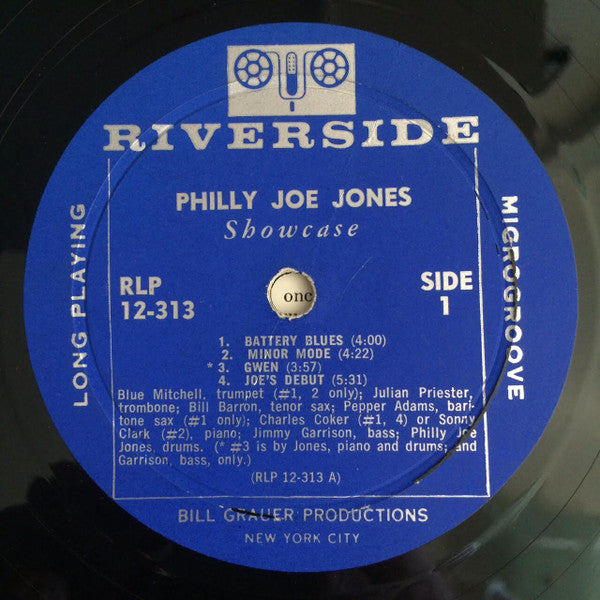 RIVERSIDE
PHILLY JOE JONES
Showcase
LONG PLAYING
MICROGROOVE
RLP
12-313
onc
SIDE
1
1. BATTERY BLUES (4:00)
2. MINOR MODE (4:22)
* 3. GWEN (3:57)
4. JOE'S DEBUT (5:31)
Blue Mitchell, trumpet (#1, 2 only); Julian Priester,
trombone; Bill Barron, tenor sax; Pepper Adams, bari-
tone sax (#1 only); Charles Coker (#1, 4) or Sonny
Clark (#2), piano; Jimmy Garrison, bass; Philly Joe
Jones, drums. (* #3 is by Jones, piano and drums; and
Garrison, bass, only.)
(RLP 12-313 A)
BILL GRAUER PRODUCTIONS
NEW YORK CITY